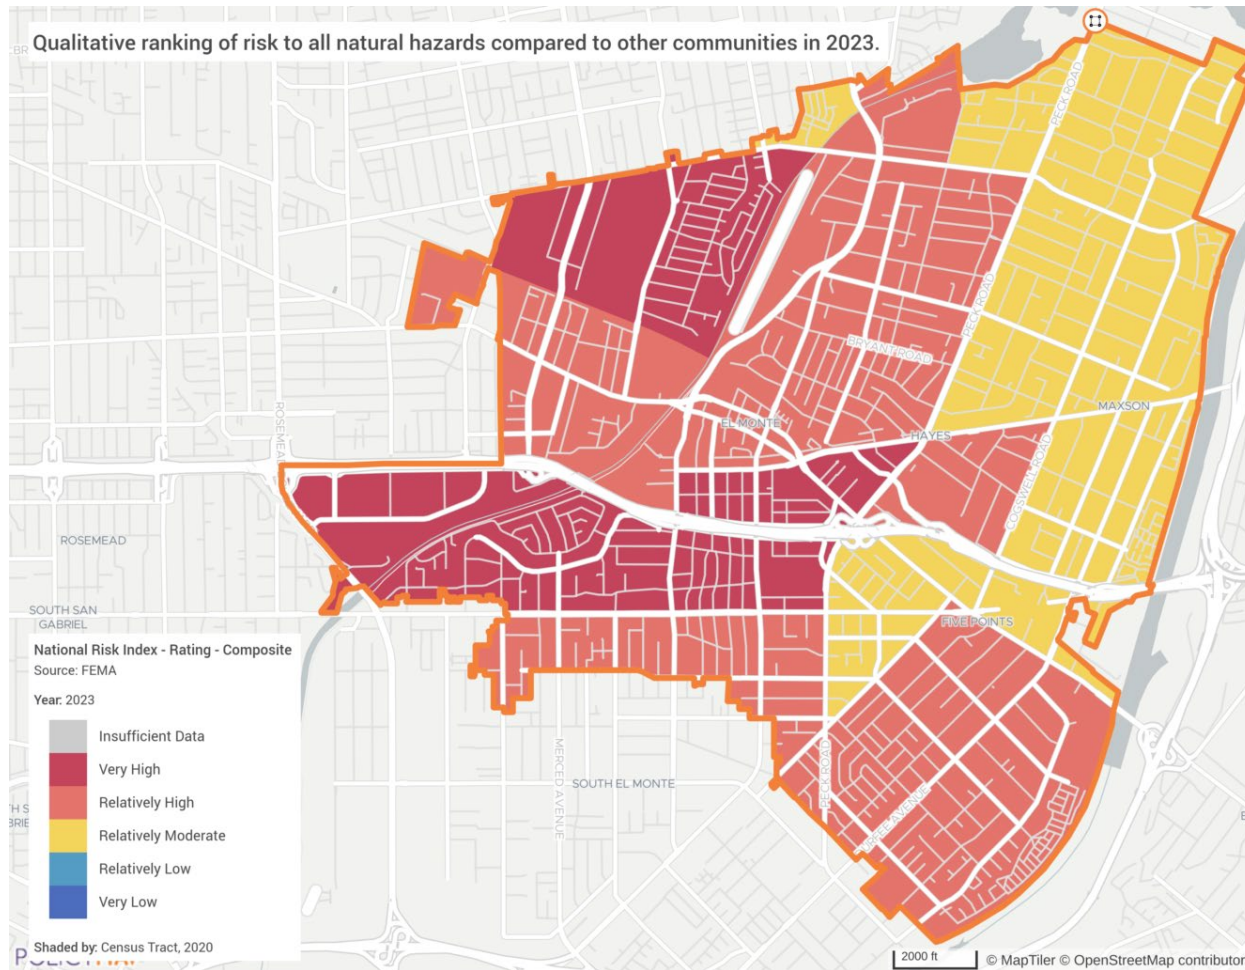 Qualitative ranking of risk to all natural hazards compared to other communities in 2023.
PECK ROAD
PECK ROAD
BRYANT ROAD
MAXSON
ROSEMEAD
EL MONTE
HAYES
COGSWELL ROAD
ROSEMEAD
SOUTH SAN
GABRIEL
FIVE POINTS
National Risk Index - Rating - Composite
Source: FEMA
Year: 2023
Insufficient Data
Very High
Relatively High
Relatively Moderate
Relatively Low
Very Low
Shaded by: Census Tract, 2020
MERCED AVENUE
SOUTH EL MONTE
PECK ROAD
DURFEE AVENUE
2000 ft
© MapTiler © OpenStreetMap contributor